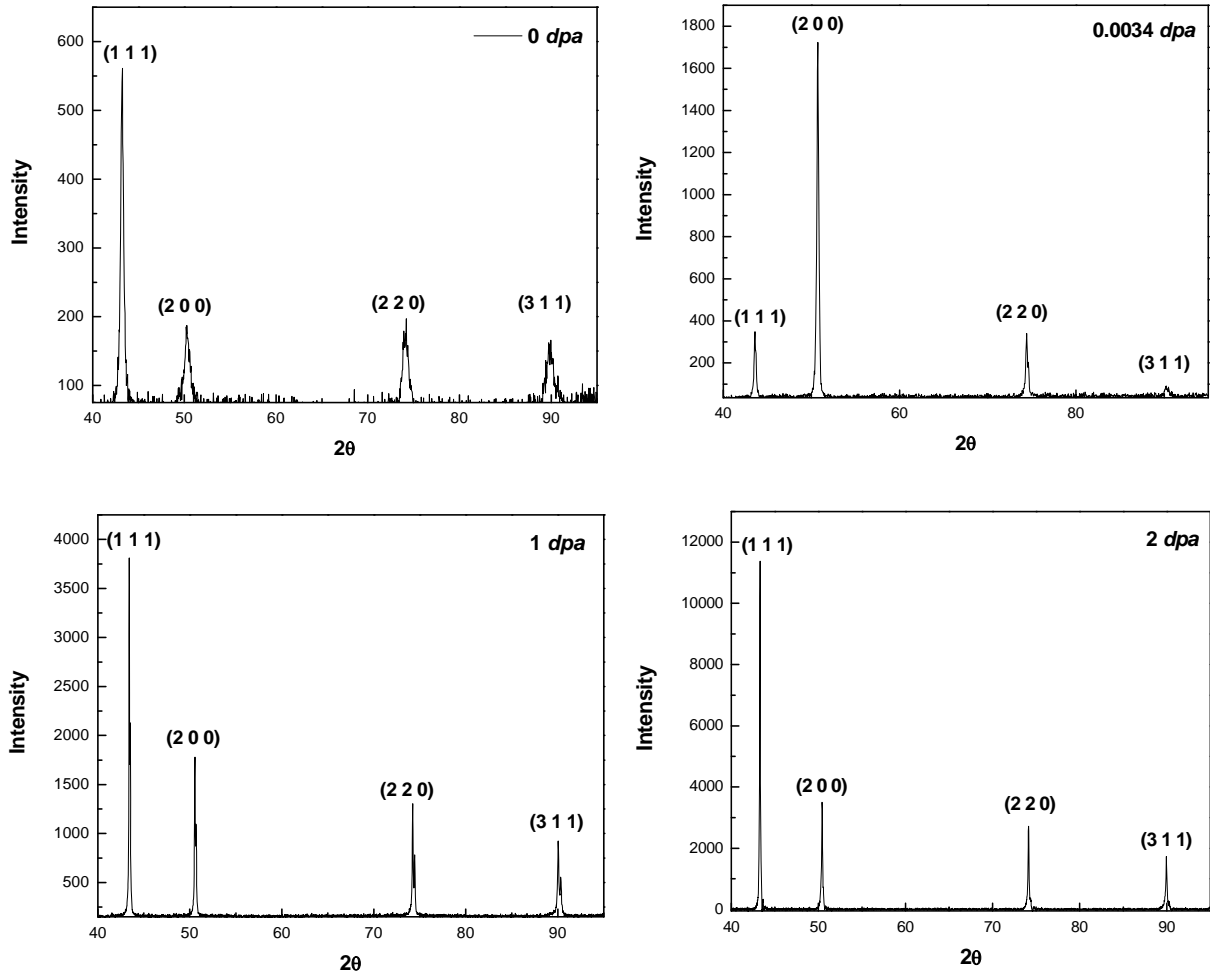 0 dpa
600
500
400
300
200
100
Intensity
(1 1 1)
(2 0 0)
(2 2 0)
(3 1 1)
40 50 60 70 80 90
2θ
0.0034 dpa
1800
1600
1400
1200
1000
800
600
400
200
Intensity
(2 0 0)
(1 1 1)
(2 2 0)
(3 1 1)
40 60 80
2θ
1 dpa
4000
3500
3000
2500
2000
1500
1000
500
Intensity
(1 1 1)
(2 0 0)
(2 2 0)
(3 1 1)
40 50 60 70 80 90
2θ
2 dpa
12000
10000
8000
6000
4000
2000
0
Intensity
(1 1 1)
(2 0 0)
(2 2 0)
(3 1 1)
40 50 60 70 80 90
2θ